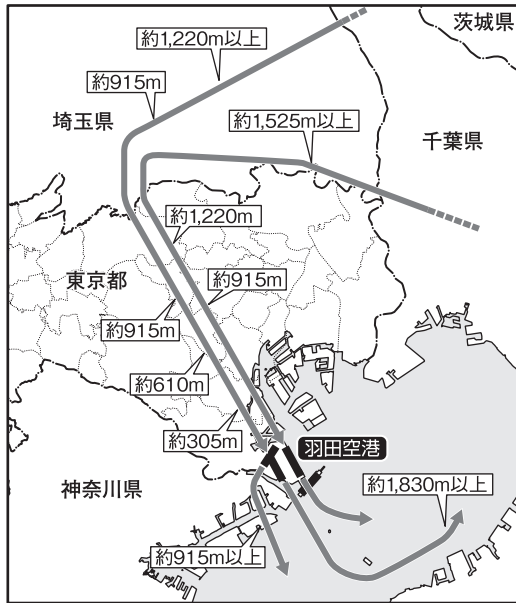 茨城県
約1,220m以上
約915m
埼玉県
約1,525m以上
千葉県
約1,220m
東京都
約915m
約915m
約610m
約305m
羽田空港
神奈川県
約1,830m以上
約915m以上